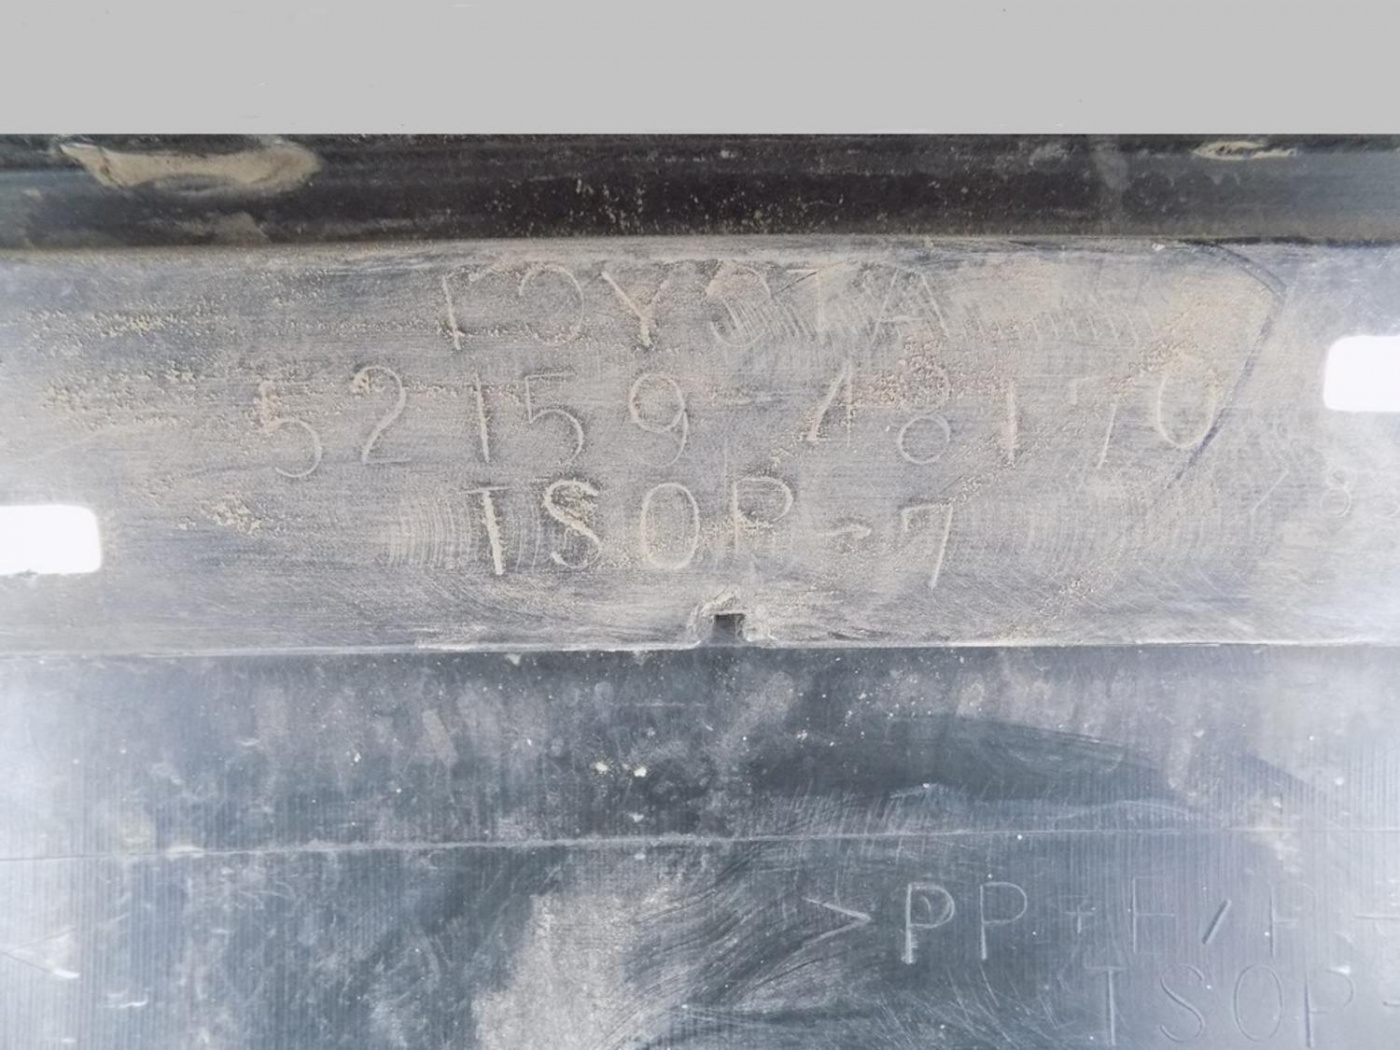 TOYOTA
52159-48170
TSOP-7
>PP+E/P
TSOP